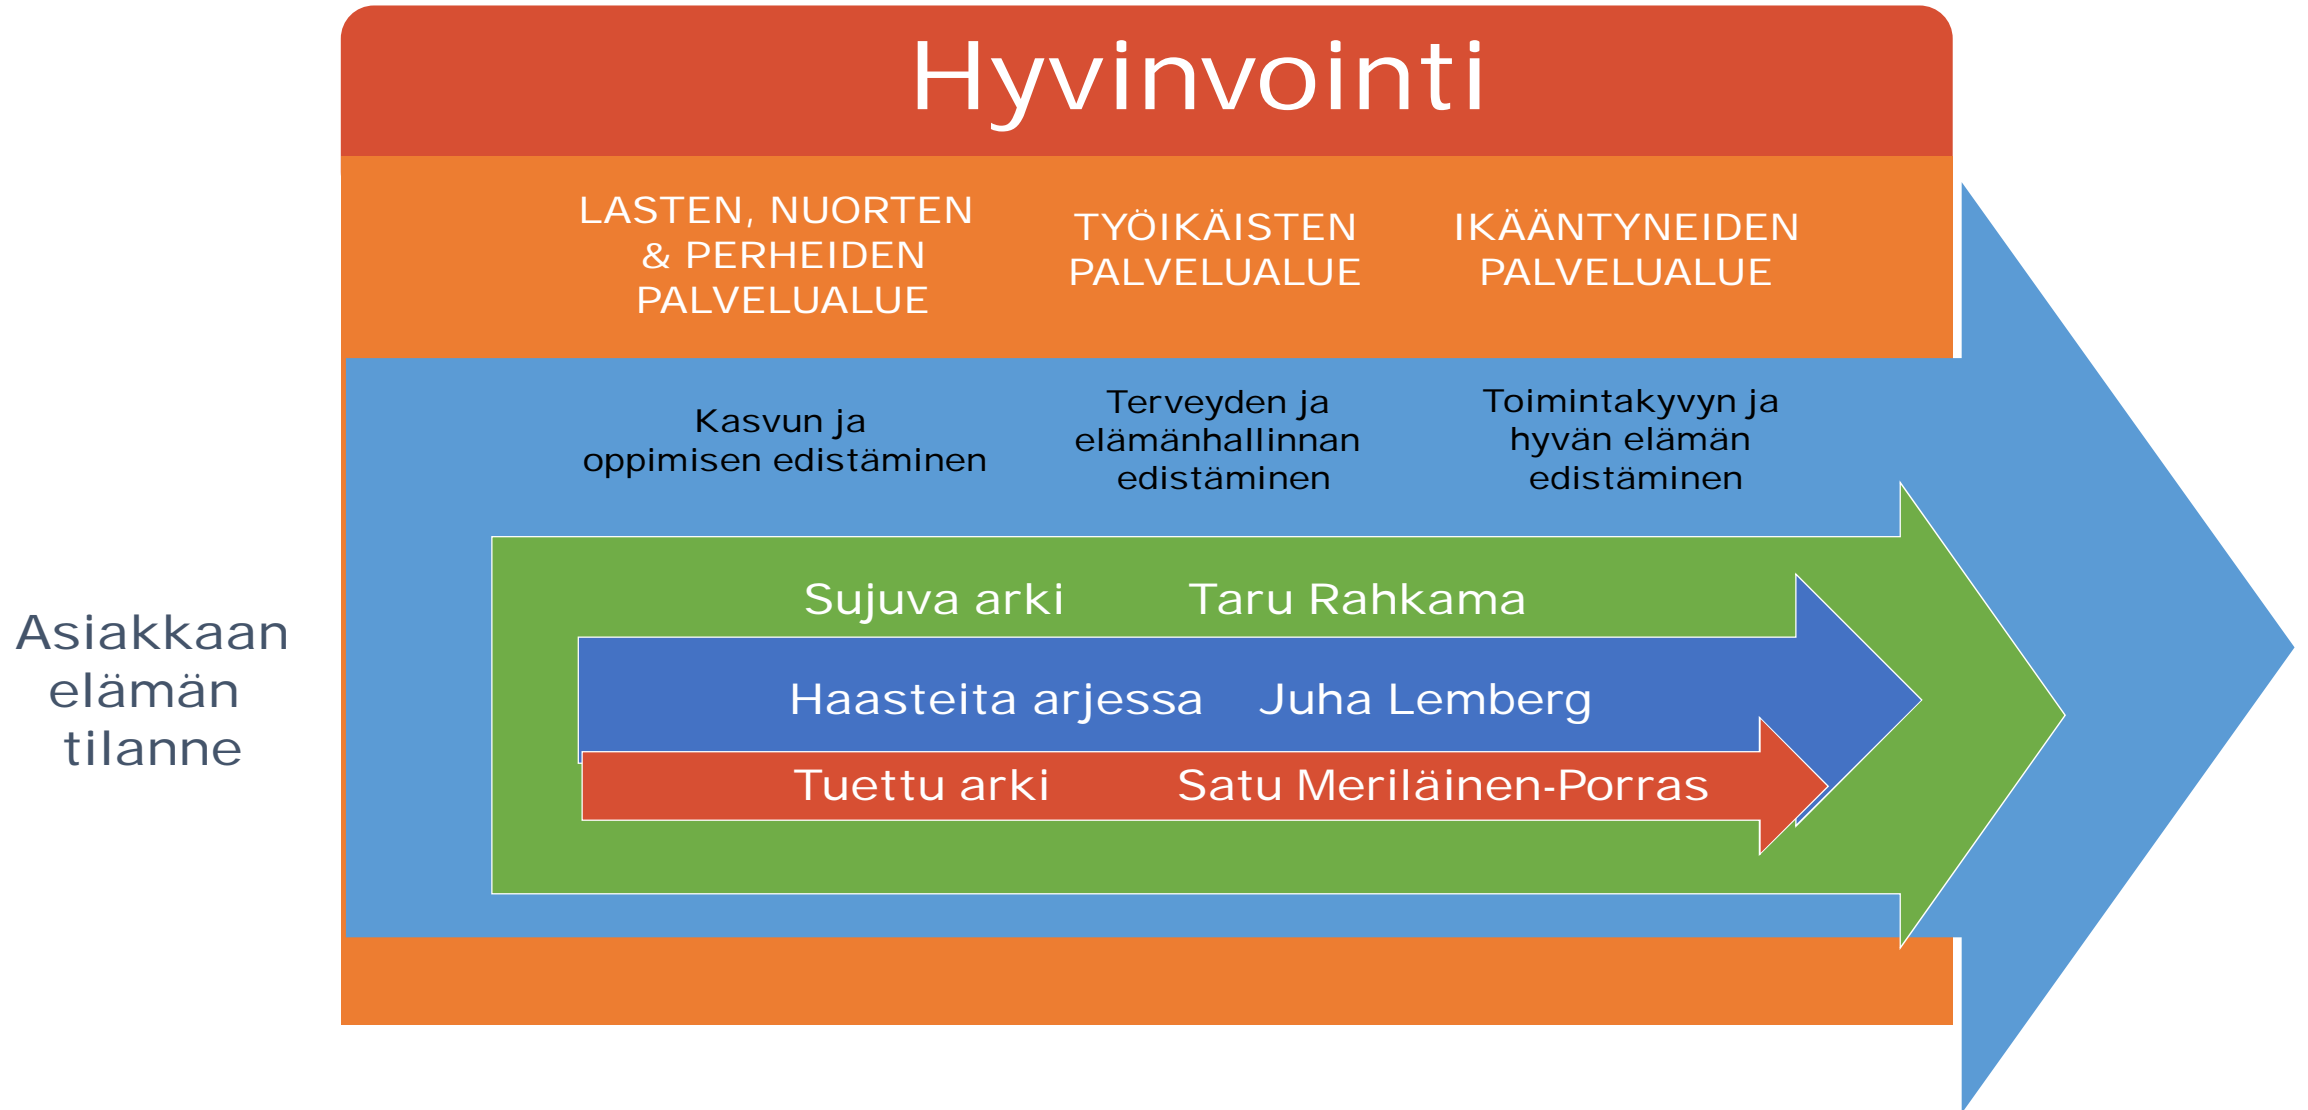 Hyvinvointi
LASTEN, NUORTEN
& PERHEIDEN
PALVELUALUE
TYÖIKÄISTEN
PALVELUALUE
IKÄÄNTYNEIDEN
PALVELUALUE
Kasvun ja
oppimisen edistäminen
Terveyden ja
elämänhallinnan
edistäminen
Toimintakyvyn ja
hyvän elämän
edistäminen
Asiakkaan
elämän
tilanne
Sujuva arki Taru Rahkama
Haasteita arjessa Juha Lemberg
Tuettu arki Satu Meriläinen-Porras